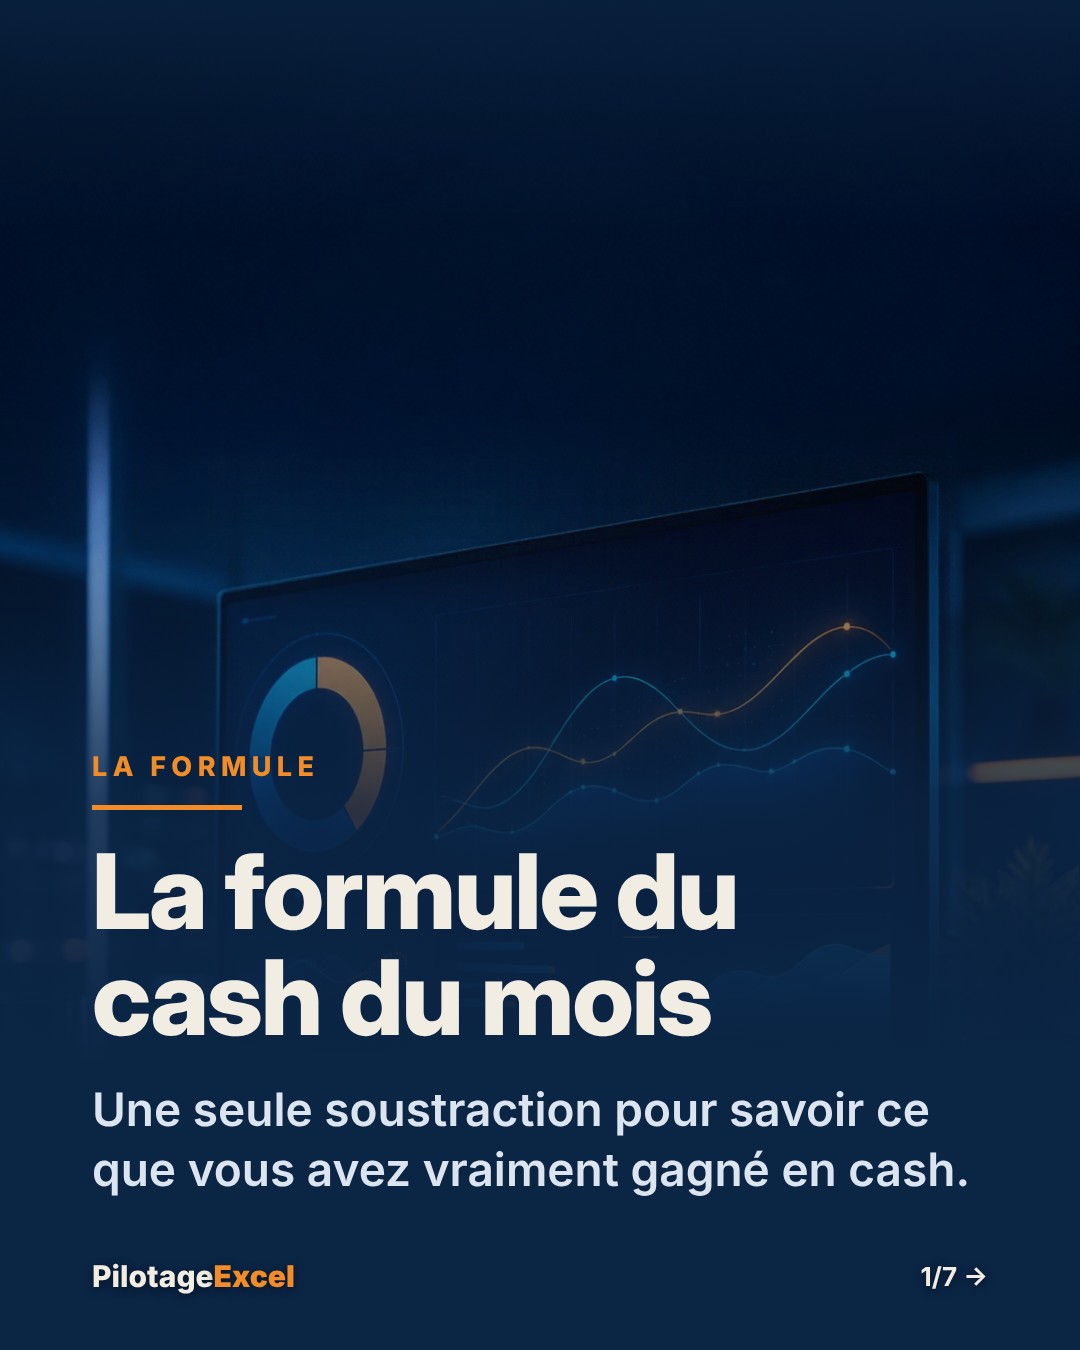 LA FORMULE
La formule du
cash du mois
Une seule soustraction pour savoir ce
que vous avez vraiment gagné en cash.
PilotageExcel
1/7 →